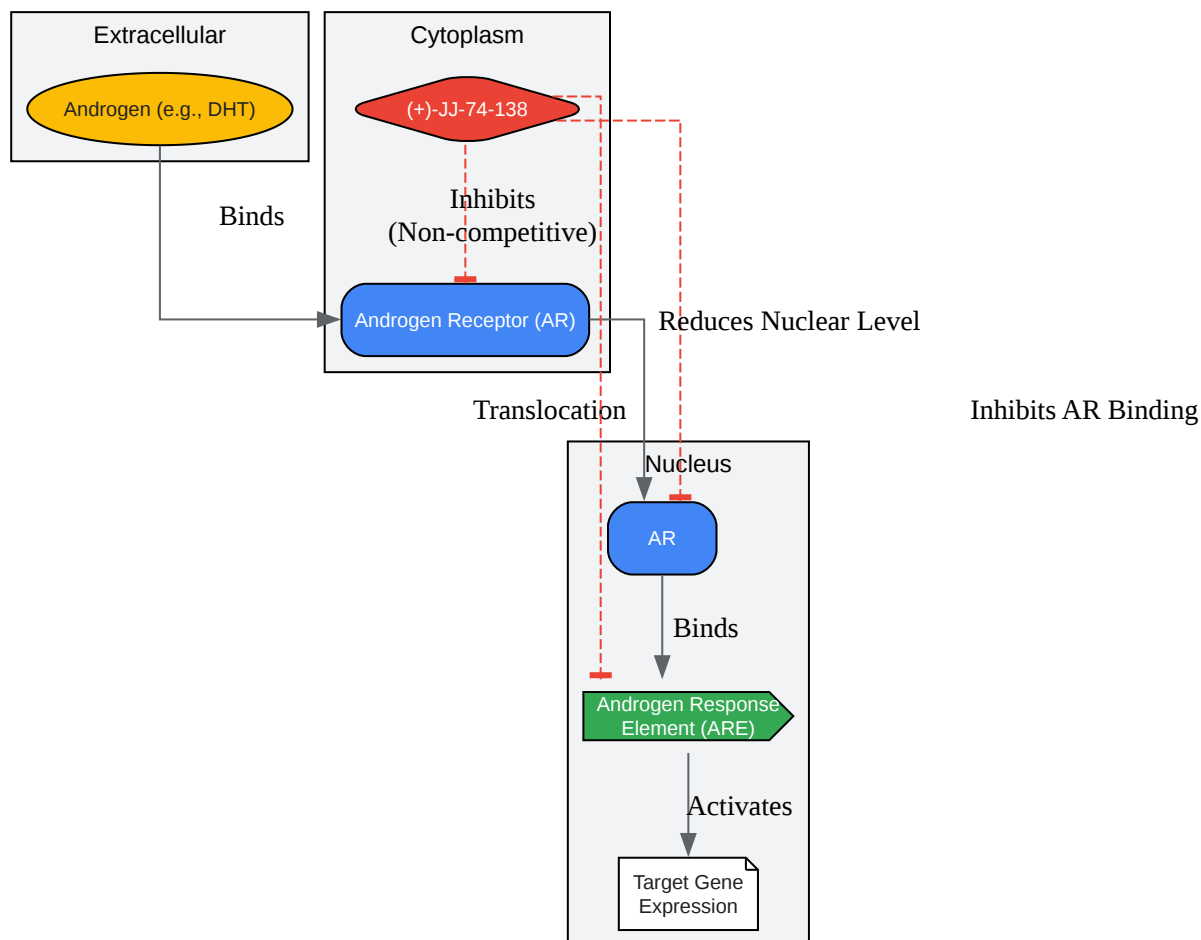 Extracellular
Cytoplasm
Androgen (e.g., DHT)
(+)-JJ-74-138
Binds
Inhibits
(Non-competitive)
Androgen Receptor (AR)
Reduces Nuclear Level
Translocation
Inhibits AR Binding
Nucleus
AR
Binds
Androgen Response
Element (ARE)
Activates
Target Gene
Expression